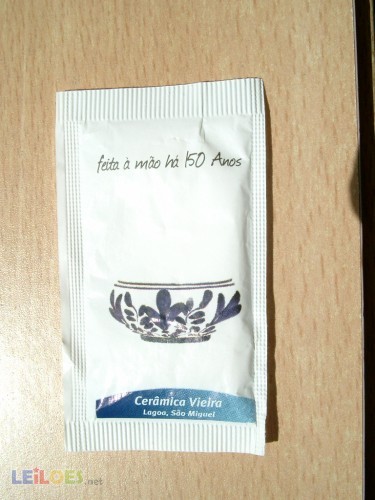 feita à mão há 150 Anos
Cerâmica Vieira
Lagoa, São Miguel
LEiLOES.net